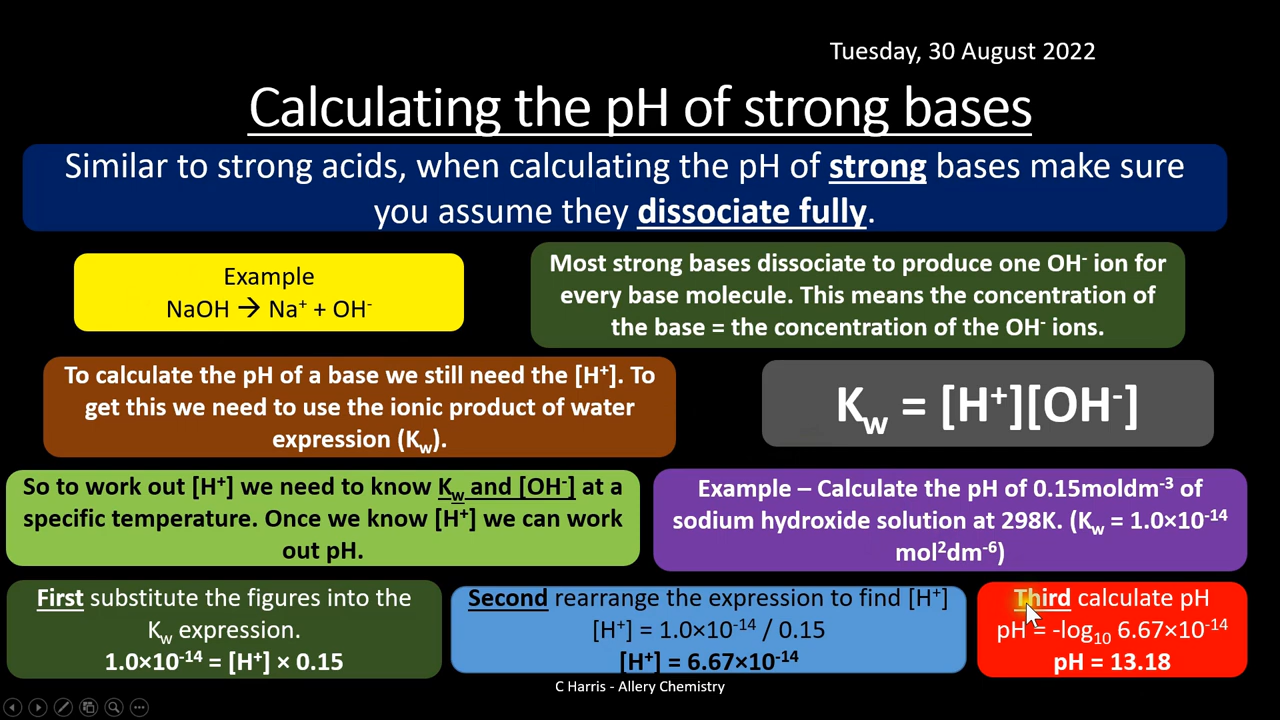 Tuesday, 30 August 2022
Calculating the pH of strong bases
Similar to strong acids, when calculating the pH of strong bases make sure
you assume they dissociate fully.
Example
NaOH → Na⁺ + OH⁻
Most strong bases dissociate to produce one OH⁻ ion for
every base molecule. This means the concentration of
the base = the concentration of the OH⁻ ions.
To calculate the pH of a base we still need the [H⁺]. To
get this we need to use the ionic product of water
expression (K_w).
K_w = [H⁺][OH⁻]
So to work out [H⁺] we need to know K_w and [OH⁻] at a
specific temperature. Once we know [H⁺] we can work
out pH.
Example – Calculate the pH of 0.15moldm⁻³ of
sodium hydroxide solution at 298K. (K_w = 1.0×10⁻¹⁴
mol²dm⁻⁶)
First substitute the figures into the
K_w expression.
1.0×10⁻¹⁴ = [H⁺] × 0.15
Second rearrange the expression to find [H⁺]
[H⁺] = 1.0×10⁻¹⁴ / 0.15
[H⁺] = 6.67×10⁻¹⁴
Third calculate pH
pH = -log₁₀ 6.67×10⁻¹⁴
pH = 13.18
C Harris - Allery Chemistry